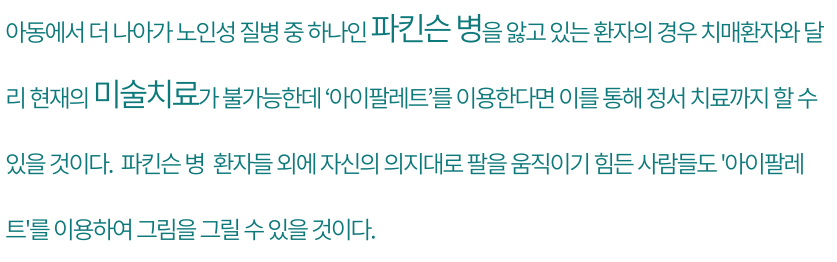 아동에서 더 나아가 노인성 질병 중 하나인 파킨슨 병을 앓고 있는 환자의 경우 치매환자와 달
리 현재의 미술치료가 불가능한데 ‘아이팔레트’를 이용한다면 이를 통해 정서 치료까지 할 수
있을 것이다. 파킨슨 병 환자들 외에 자신의 의지대로 팔을 움직이기 힘든 사람들도 '아이팔레
트'를 이용하여 그림을 그릴 수 있을 것이다.